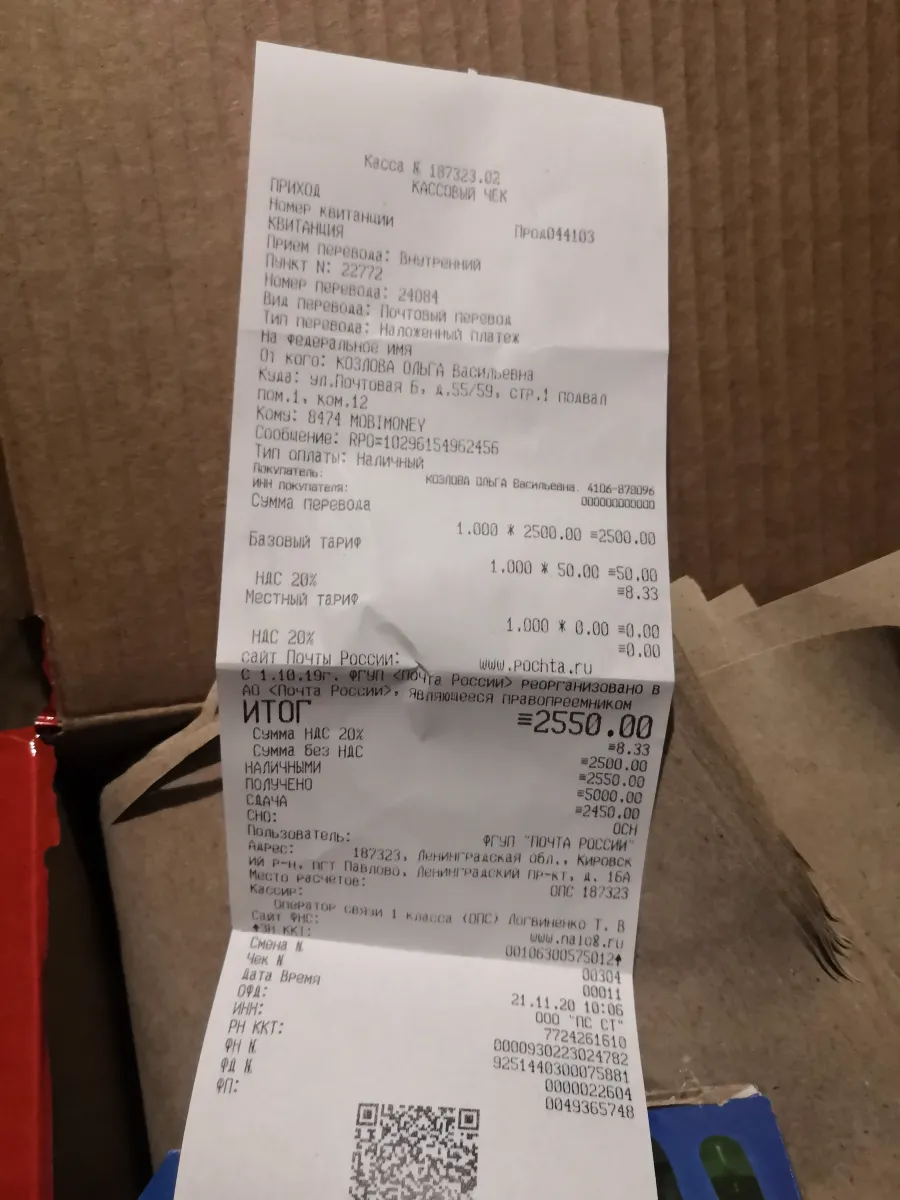 Касса № 187323.02
КАССОВЫЙ ЧЕК
ПРИХОД
Номер квитанции Прод044103
КВИТАНЦИЯ
Прием перевода: Внутренний
Пункт N: 22772
Номер перевода: 24084
Вид перевода: Почтовый перевод
Тип перевода: Наложенный платеж
На федеральное имя
От кого: КОЗЛОВА ОЛЬГА Васильевна
Куда: ул.Почтовая Б, д.55/59, стр.1 подвал
пом.1, ком.12
Кому: 8474 MOBIMONEY
Сообщение: RPO=10296154962456
Тип оплаты: Наличный
Покупатель: КОЗЛОВА ОЛЬГА Васильевна. 4106-878096
ИНН покупателя: 000000000000
Сумма перевода
1.000 * 2500.00 ≡2500.00
Базовый тариф
1.000 * 50.00 ≡50.00
НДС 20% ≡8.33
Местный тариф
1.000 * 0.00 ≡0.00
НДС 20% ≡0.00
сайт Почты России: www.pochta.ru
С 1.10.19г. ФГУП <Почта России> реорганизовано в
АО <Почта России>, являющееся правопреемником
ИТОГ ≡2550.00
Сумма НДС 20% ≡8.33
Сумма без НДС ≡2500.00
НАЛИЧНЫМИ ≡2550.00
ПОЛУЧЕНО ≡5000.00
СДАЧА ≡2450.00
СНО: ОСН
Пользователь: ФГУП "ПОЧТА РОССИИ"
Адрес: 187323, Ленинградская обл., Кировск
ий р-н, пгт Павлово, Ленинградский пр-кт, д. 16А
Место расчетов: ОПС 187323
Кассир:
Оператор связи 1 класса (ОПС) Логвиненко Т. В
Сайт ФНС: www.nalog.ru
↑ЗН ККТ: 00106300575012↑
Смена № 00304
Чек № 00011
Дата Время 21.11.20 10:06
ОФД: ООО "ПС СТ"
ИНН: 7724261610
РН ККТ: 0000930223024782
ФН № 9251440300075881
ФД № 0000022604
ФП: 0049365748